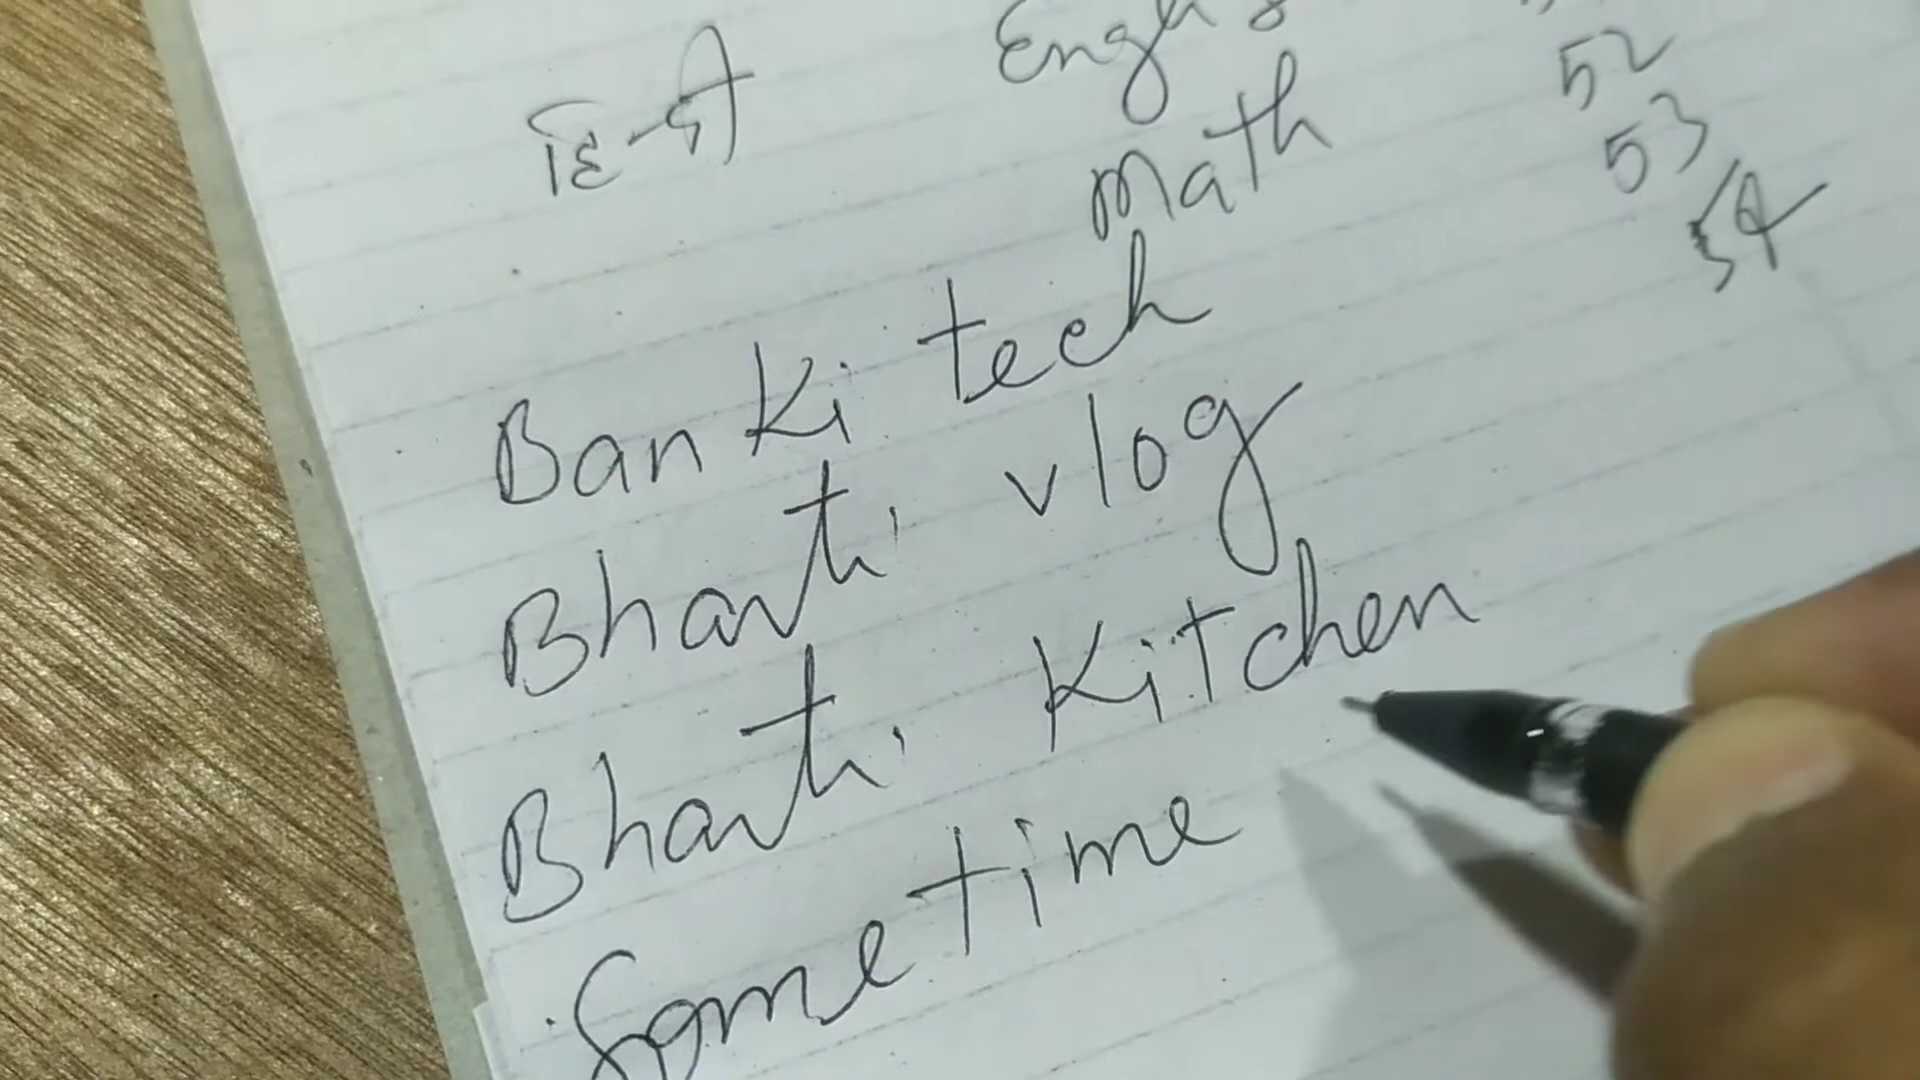 हिन्दी
Math
52
53
54
Banki tech
Bharti vlog
Bharti Kitchen
Sometime